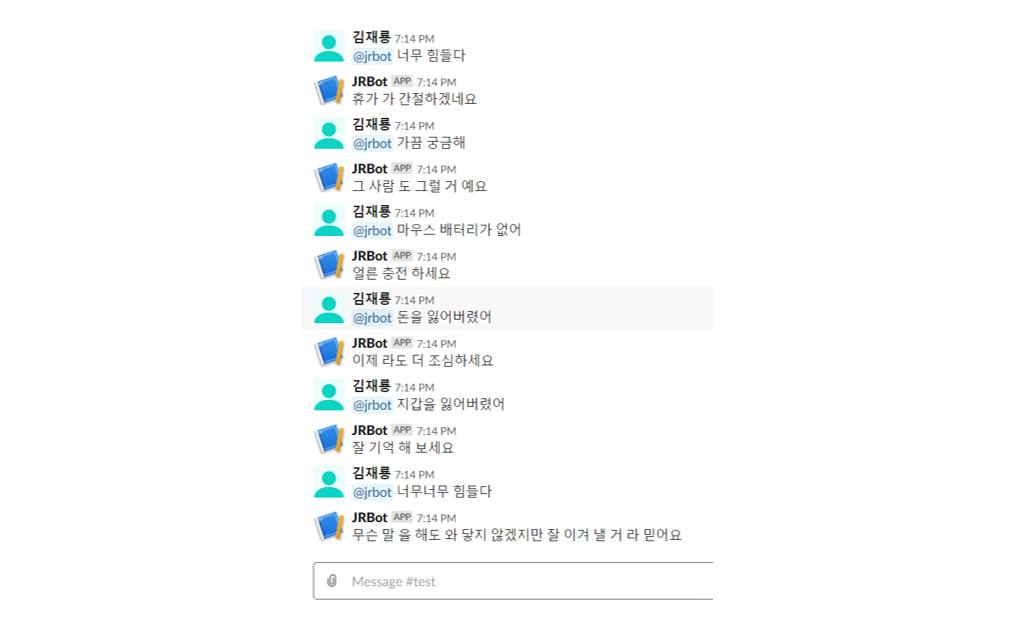 김재룡 7:14 PM
@jrbot 너무 힘들다
JRBot APP 7:14 PM
휴가 가 간절하겠네요
김재룡 7:14 PM
@jrbot 가끔 궁금해
JRBot APP 7:14 PM
그 사람 도 그럴 거 예요
김재룡 7:14 PM
@jrbot 마우스 배터리가 없어
JRBot APP 7:14 PM
얼른 충전 하세요
김재룡 7:14 PM
@jrbot 돈을 잃어버렸어
JRBot APP 7:14 PM
이제 라도 더 조심하세요
김재룡 7:14 PM
@jrbot 지갑을 잃어버렸어
JRBot APP 7:14 PM
잘 기억 해 보세요
김재룡 7:14 PM
@jrbot 너무너무 힘들다
JRBot APP 7:14 PM
무슨 말 을 해도 와 닿지 않겠지만 잘 이겨 낼 거 라 믿어요
Message #test